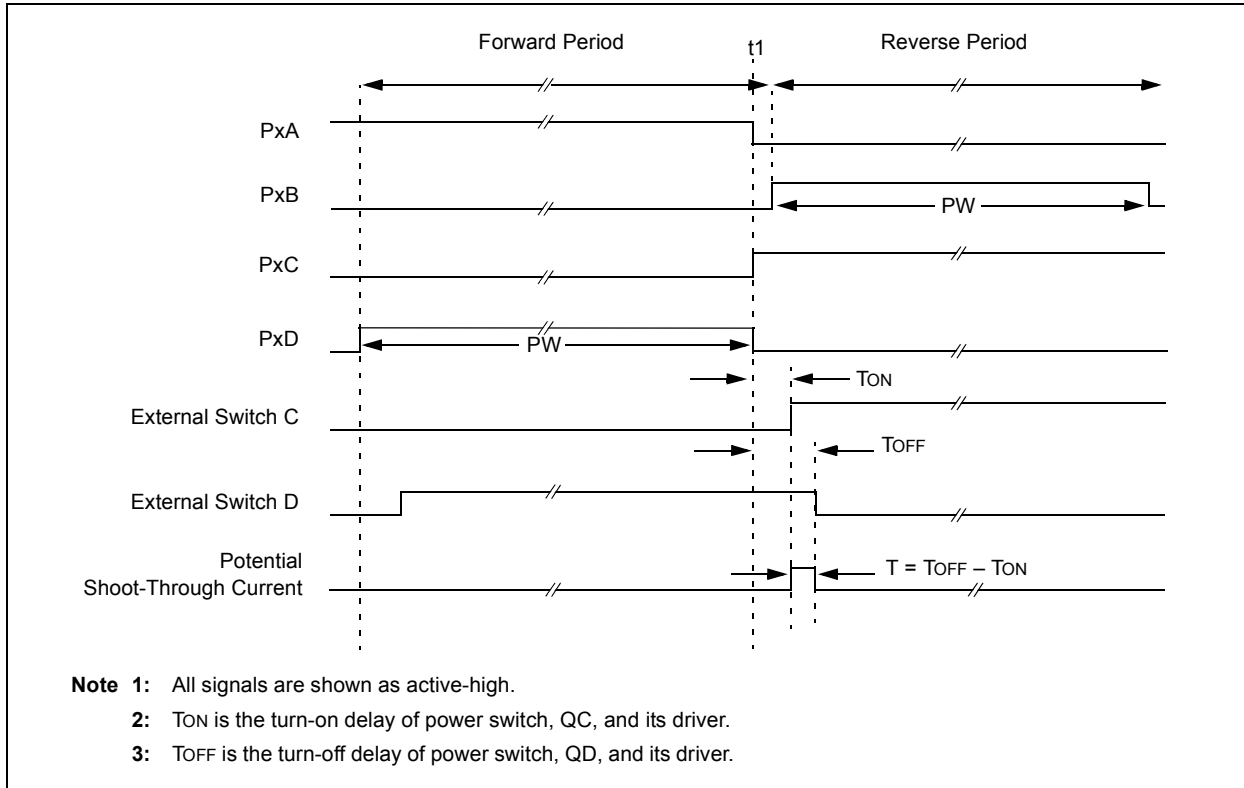 Forward Period
t1
Reverse Period
PxA
PxB
PW
PxC
PxD
PW
TON
External Switch C
TOFF
External Switch D
Potential
Shoot-Through Current
T = TOFF – TON
Note 1: All signals are shown as active-high.
2: TON is the turn-on delay of power switch, QC, and its driver.
3: TOFF is the turn-off delay of power switch, QD, and its driver.